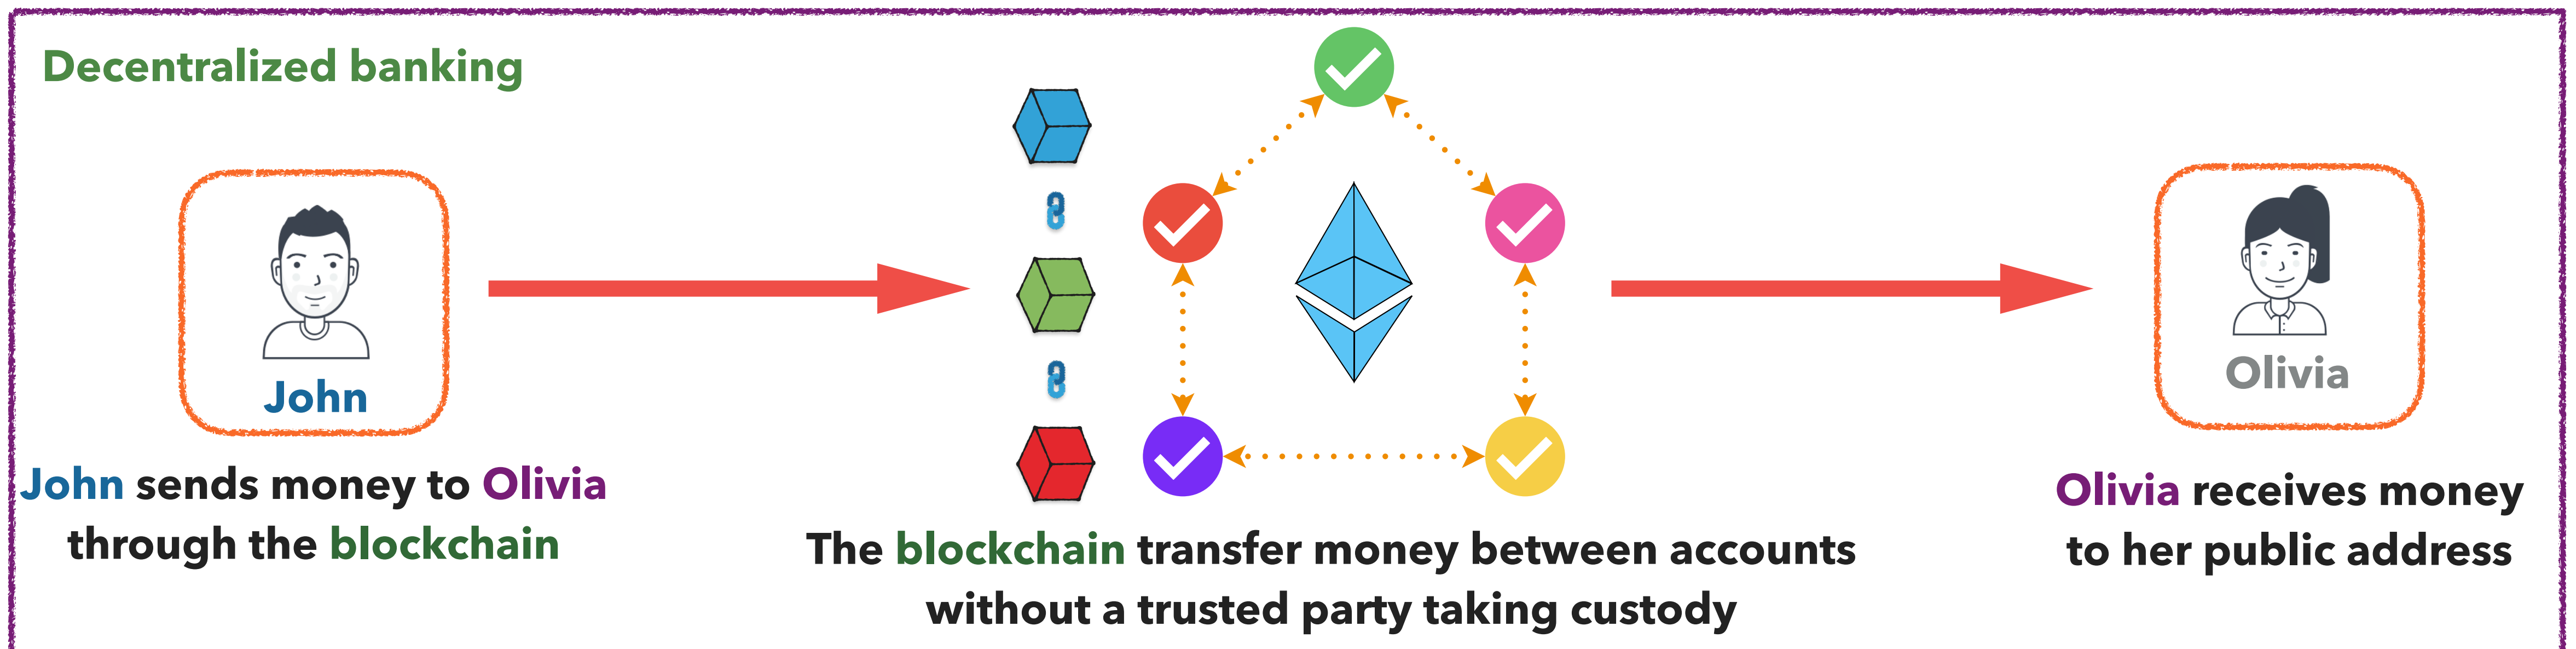 Decentralized banking
John
John sends money to Olivia
through the blockchain
The blockchain transfer money between accounts
without a trusted party taking custody
Olivia
Olivia receives money
to her public address